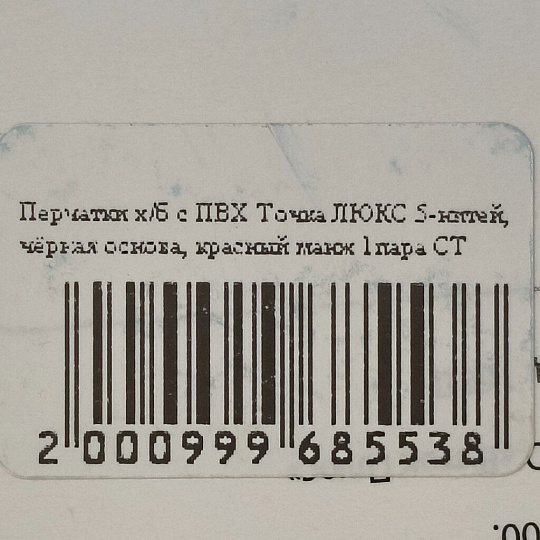 Перчатки х/б с ПВХ Точка ЛЮКС 5-нитей,
чёрная основа, красный манж 1пара СТ
2 000999 685538